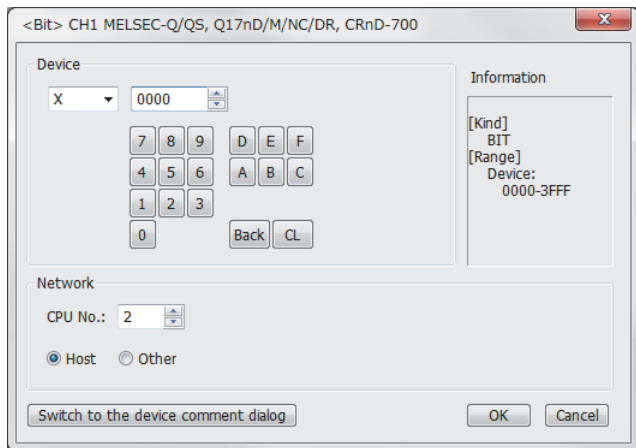 <Bit> CH1 MELSEC-Q/QS, Q17nD/M/NC/DR, CRnD-700
Device
X 0000
7 8 9 D E F
4 5 6 A B C
1 2 3
0 Back CL
Information
[Kind]
BIT
[Range]
Device:
0000-3FFF
Network
CPU No.: 2
Host Other
Switch to the device comment dialog OK Cancel